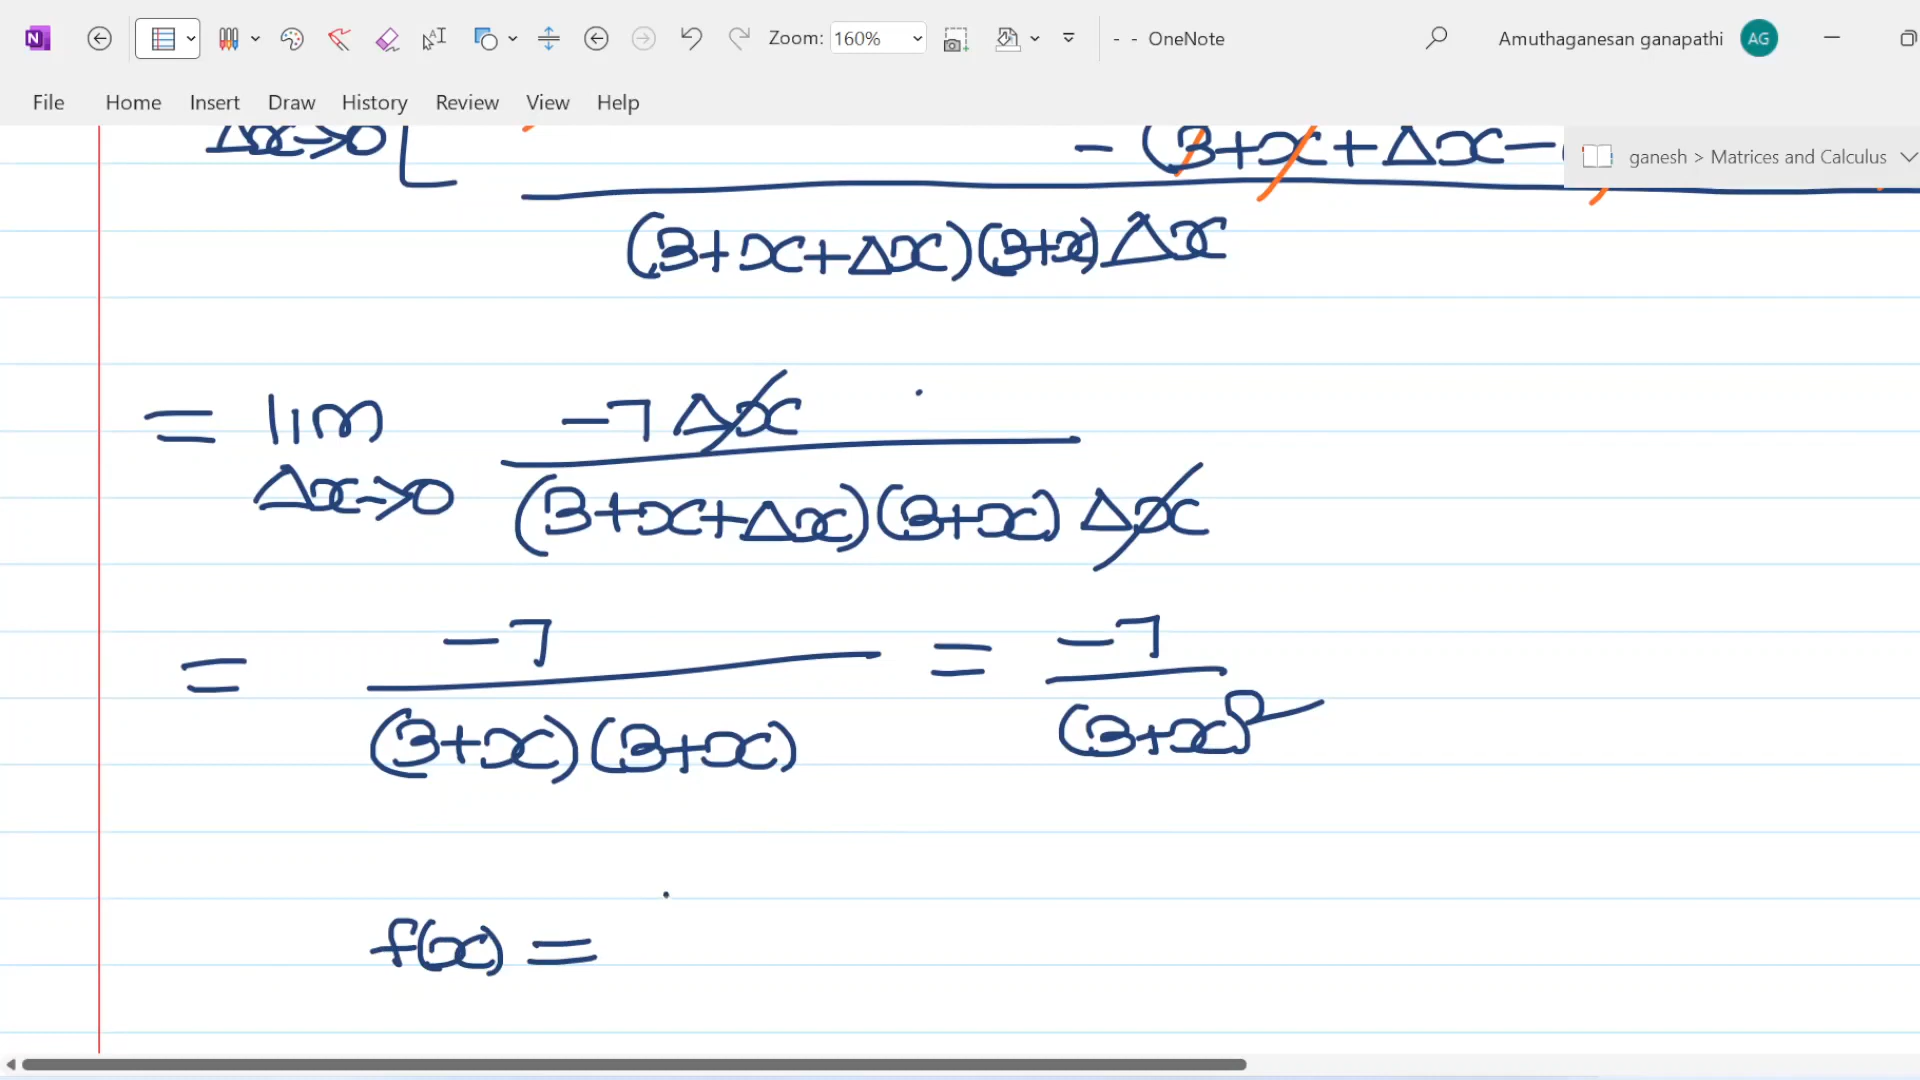 Zoom: 160% - - OneNote Amuthaganesan ganapathi AG
File Home Insert Draw History Review View Help
Δx→0 [ - (3+x+Δx-
ganesh > Matrices and Calculus
(3+x+Δx)(3+x)Δx
= lim -7Δx
Δx→0 (3+x+Δx)(3+x)Δx
= -7 = -7
(3+x)(3+x) (3+x)²
f(x) =